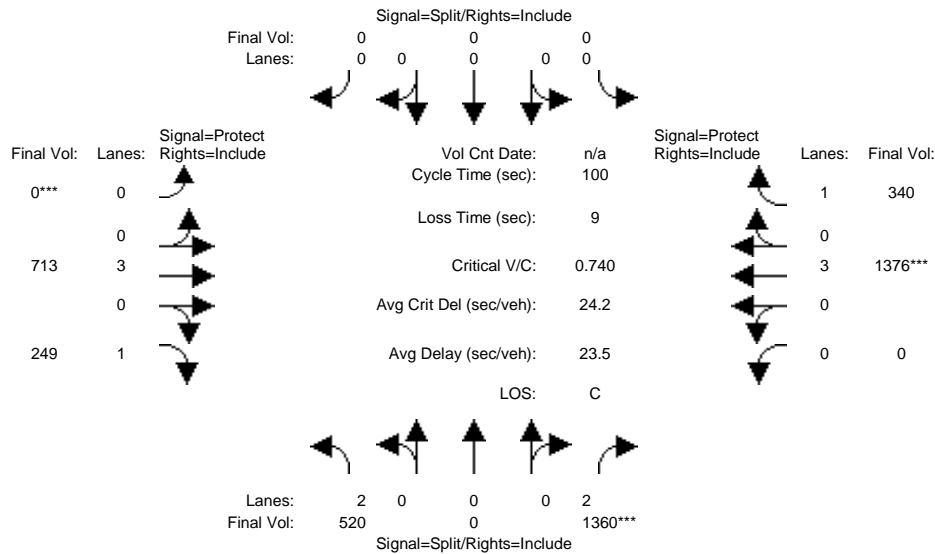 Signal=Split/Rights=Include
Final Vol: 0 0 0
Lanes: 0 0 0 0 0
Signal=Protect
Final Vol: Lanes: Rights=Include
Vol Cnt Date: n/a
Signal=Protect
Rights=Include Lanes: Final Vol:
Cycle Time (sec): 100
0*** 0
1 340
Loss Time (sec): 9
0
0
713 3
Critical V/C: 0.740
3 1376***
0
Avg Crit Del (sec/veh): 24.2
0
249 1
Avg Delay (sec/veh): 23.5
0 0
LOS: C
Lanes: 2 0 0 0 2
Final Vol: 520 0 1360***
Signal=Split/Rights=Include